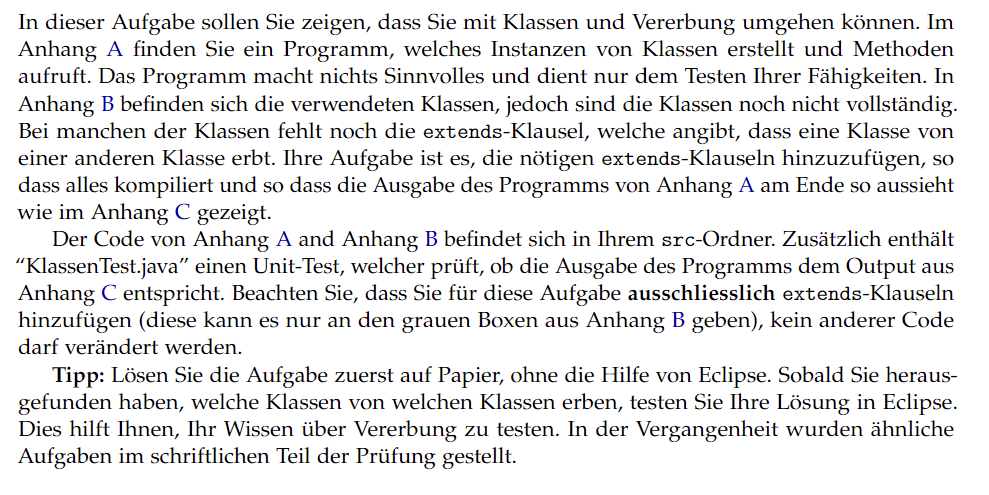 In dieser Aufgabe sollen Sie zeigen, dass Sie mit Klassen und Vererbung umgehen können. Im
Anhang A finden Sie ein Programm, welches Instanzen von Klassen erstellt und Methoden
aufruft. Das Programm macht nichts Sinnvolles und dient nur dem Testen Ihrer Fähigkeiten. In
Anhang B befinden sich die verwendeten Klassen, jedoch sind die Klassen noch nicht vollständig.
Bei manchen der Klassen fehlt noch die extends-Klausel, welche angibt, dass eine Klasse von
einer anderen Klasse erbt. Ihre Aufgabe ist es, die nötigen extends-Klauseln hinzuzufügen, so
dass alles kompiliert und so dass die Ausgabe des Programms von Anhang A am Ende so aussieht
wie im Anhang C gezeigt.
Der Code von Anhang A and Anhang B befindet sich in Ihrem src-Ordner. Zusätzlich enthält
“KlassenTest.java” einen Unit-Test, welcher prüft, ob die Ausgabe des Programms dem Output aus
Anhang C entspricht. Beachten Sie, dass Sie für diese Aufgabe ausschliesslich extends-Klauseln
hinzufügen (diese kann es nur an den grauen Boxen aus Anhang B geben), kein anderer Code
darf verändert werden.
Tipp: Lösen Sie die Aufgabe zuerst auf Papier, ohne die Hilfe von Eclipse. Sobald Sie heraus-
gefunden haben, welche Klassen von welchen Klassen erben, testen Sie Ihre Lösung in Eclipse.
Dies hilft Ihnen, Ihr Wissen über Vererbung zu testen. In der Vergangenheit wurden ähnliche
Aufgaben im schriftlichen Teil der Prüfung gestellt.